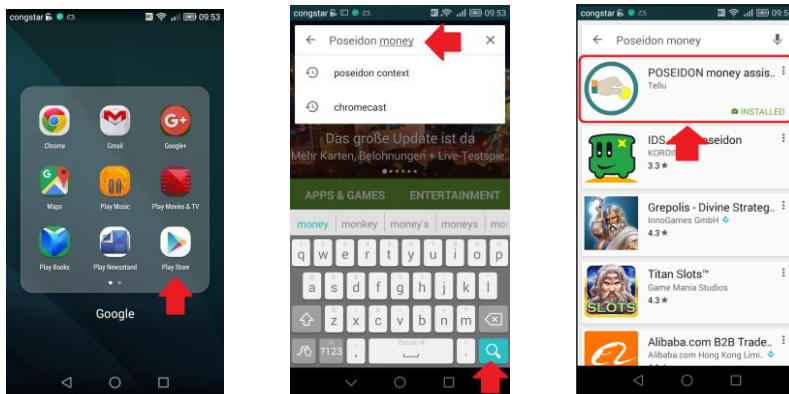 congstar 09:53
Chrome Gmail Google+
Maps Play Music Play Movies & TV
Play Books Play Newsstand Play Store
Google
congstar 09:53
Poseidon money
poseidon context
chromecast
Das große Update ist da
Mehr Karten, Belohnungen + Live-Testspie..
APPS & GAMES ENTERTAINMENT
money monkey money's moneys
q w e r t y u i o p
a s d f g h j k l
z x c v b n m
?123 ; .
congstar
Poseidon money
POSEIDON money assis..
Tellu
INSTALLED
IDS
3.3★
Grepolis - Divine Strateg..
InnoGames GmbH
4.3★
Titan Slots™
Game Mania Studios
4.3★
SLOTS
Alibaba.com B2B Trade..
Alibaba.com Hong Kong Limi..